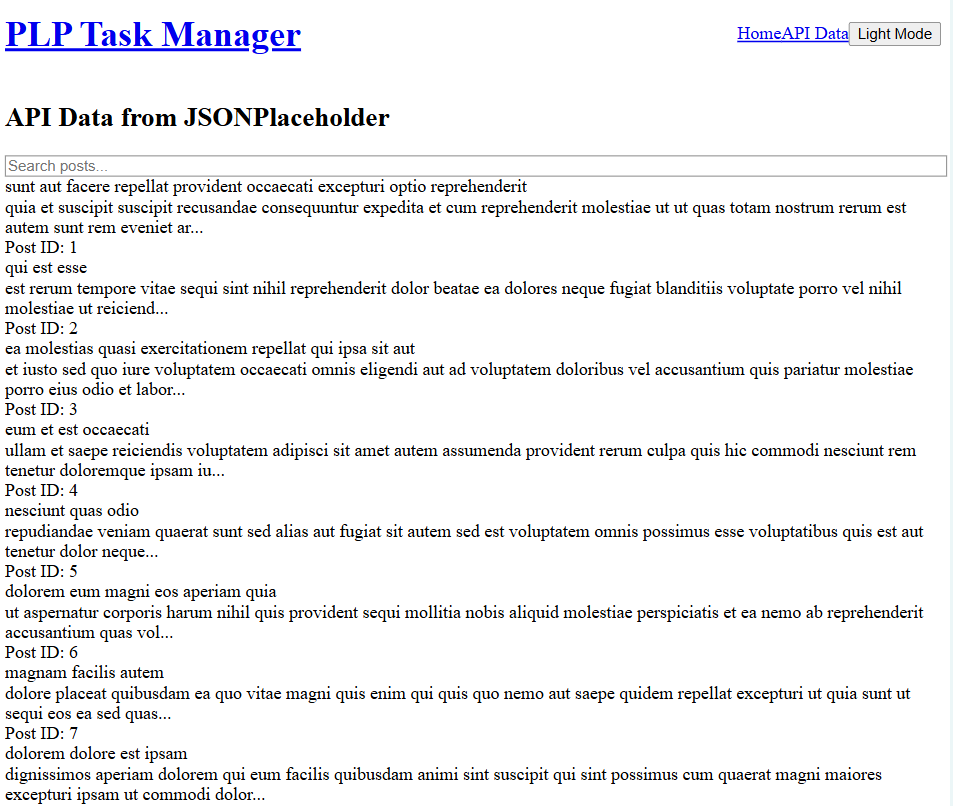 PLP Task Manager
HomeAPI Data Light Mode
API Data from JSONPlaceholder
Search posts...
sunt aut facere repellat provident occaecati excepturi optio reprehenderit
quia et suscipit suscipit recusandae consequuntur expedita et cum reprehenderit molestiae ut ut quas totam nostrum rerum est
autem sunt rem eveniet ar...
Post ID: 1
qui est esse
est rerum tempore vitae sequi sint nihil reprehenderit dolor beatae ea dolores neque fugiat blanditiis voluptate porro vel nihil
molestiae ut reiciend...
Post ID: 2
ea molestias quasi exercitationem repellat qui ipsa sit aut
et iusto sed quo iure voluptatem occaecati omnis eligendi aut ad voluptatem doloribus vel accusantium quis pariatur molestiae
porro eius odio et labor...
Post ID: 3
eum et est occaecati
ullam et saepe reiciendis voluptatem adipisci sit amet autem assumenda provident rerum culpa quis hic commodi nesciunt rem
tenetur doloremque ipsam iu...
Post ID: 4
nesciunt quas odio
repudiandae veniam quaerat sunt sed alias aut fugiat sit autem sed est voluptatem omnis possimus esse voluptatibus quis est aut
tenetur dolor neque...
Post ID: 5
dolorem eum magni eos aperiam quia
ut aspernatur corporis harum nihil quis provident sequi mollitia nobis aliquid molestiae perspiciatis et ea nemo ab reprehenderit
accusantium quas vol...
Post ID: 6
magnam facilis autem
dolore placeat quibusdam ea quo vitae magni quis enim qui quis quo nemo aut saepe quidem repellat excepturi ut quia sunt ut
sequi eos ea sed quas...
Post ID: 7
dolorem dolore est ipsam
dignissimos aperiam dolorem qui eum facilis quibusdam animi sint suscipit qui sint possimus cum quaerat magni maiores
excepturi ipsam ut commodi dolor...